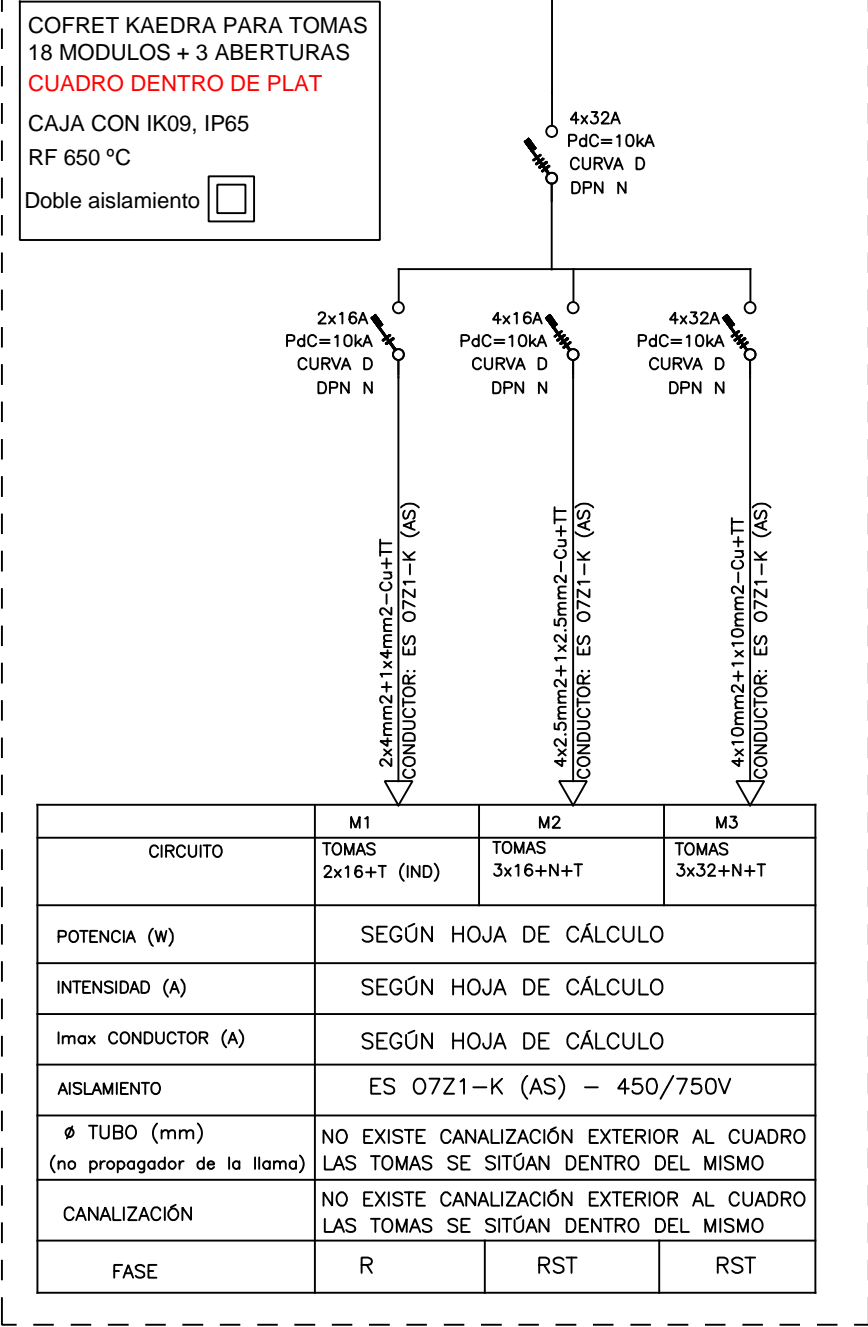 COFRET KAEDRA PARA TOMAS
18 MODULOS + 3 ABERTURAS
CUADRO DENTRO DE PLAT
CAJA CON IK09, IP65
RF 650 ºC
Doble aislamiento
4x32A
PdC=10kA
CURVA D
DPN N
2x16A
PdC=10kA
CURVA D
DPN N
4x16A
PdC=10kA
CURVA D
DPN N
4x32A
PdC=10kA
CURVA D
DPN N
2x4mm2+1x4mm2-Cu+TT
CONDUCTOR: ES 07Z1-K (AS)
4x2.5mm2+1x2.5mm2-Cu+TT
CONDUCTOR: ES 07Z1-K (AS)
4x10mm2+1x10mm2-Cu+TT
CONDUCTOR: ES 07Z1-K (AS)
M1 M2 M3
CIRCUITO
TOMAS
2x16+T (IND)
TOMAS
3x16+N+T
TOMAS
3x32+N+T
POTENCIA (W) SEGÚN HOJA DE CÁLCULO
INTENSIDAD (A) SEGÚN HOJA DE CÁLCULO
Imax CONDUCTOR (A) SEGÚN HOJA DE CÁLCULO
AISLAMIENTO ES 07Z1-K (AS) - 450/750V
Ø TUBO (mm)
(no propagador de la llama)
NO EXISTE CANALIZACIÓN EXTERIOR AL CUADRO
LAS TOMAS SE SITÚAN DENTRO DEL MISMO
CANALIZACIÓN
NO EXISTE CANALIZACIÓN EXTERIOR AL CUADRO
LAS TOMAS SE SITÚAN DENTRO DEL MISMO
FASE R RST RST